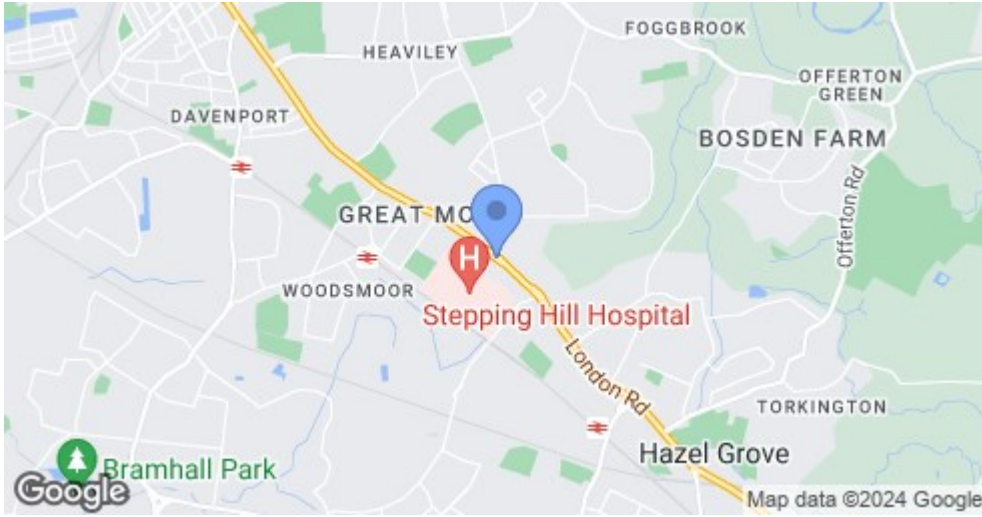 FOGGBROOK
HEAVILEY
OFFERTON
GREEN
DAVENPORT
BOSDEN FARM
Offerton Rd
GREAT MO
H
WOODSMOOR
Stepping Hill Hospital
London Rd
TORKINGTON
Hazel Grove
Bramhall Park
Google
Map data ©2024 Google